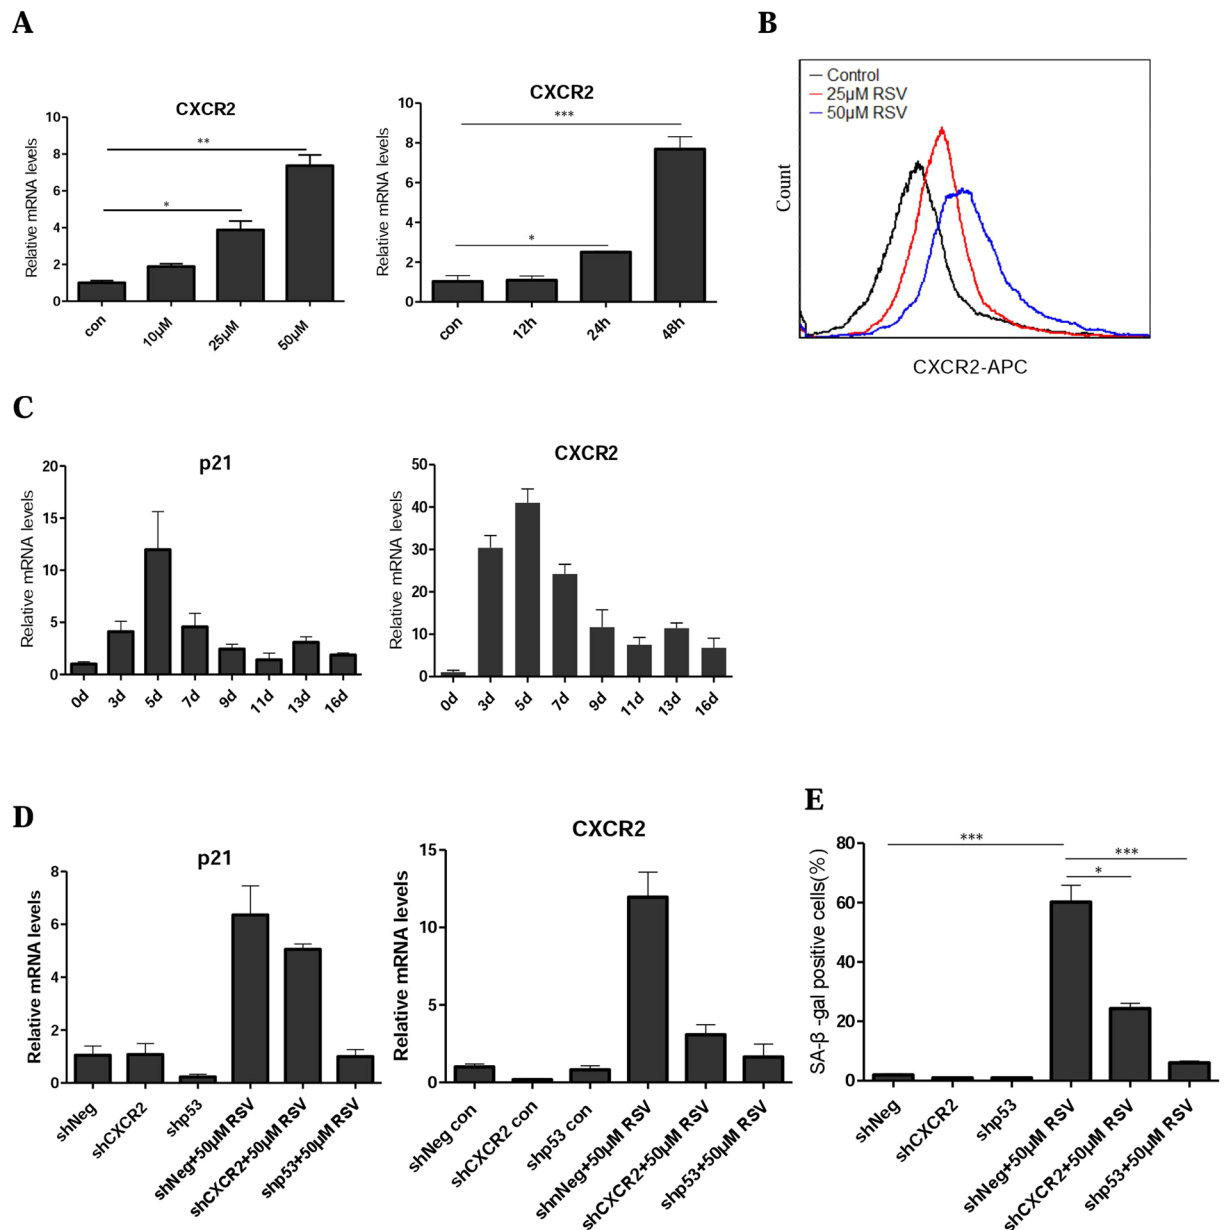 A
CXCR2
Relative mRNA levels
10
8
6
4
2
0
**
*
con
10µM
25µM
50µM
CXCR2
Relative mRNA levels
10
8
6
4
2
0
***
*
con
12h
24h
48h
B
Control
25µM RSV
50µM RSV
Count
CXCR2-APC
C
p21
Relative mRNA levels
20
15
10
5
0
0d
3d
5d
7d
9d
11d
13d
16d
CXCR2
Relative mRNA levels
50
40
30
20
10
0
0d
3d
5d
7d
9d
11d
13d
16d
D
p21
Relative mRNA levels
8
6
4
2
0
shNeg
shCXCR2
shp53
shNeg+50µM RSV
shCXCR2+50µM RSV
shp53+50µM RSV
CXCR2
Relative mRNA levels
15
10
5
0
shNeg con
shCXCR2 con
shp53 con
shnNeg+50µM RSV
shCXCR2+50µM RSV
shp53+50µM RSV
E
SA-β -gal positive cells(%)
80
60
40
20
0
***
***
*
shNeg
shCXCR2
shp53
shNeg+50µM RSV
shCXCR2+50µM RSV
shp53+50µM RSV